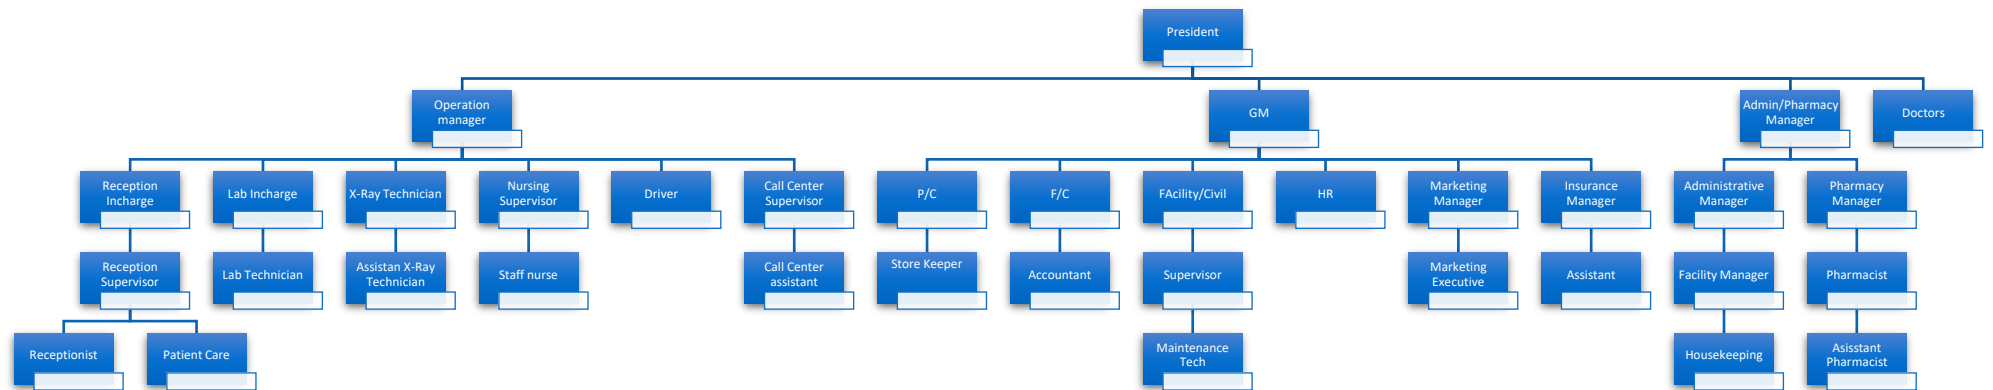 President
Operation
manager
GM
Admin/Pharmacy
Manager
Doctors
Reception
Incharge
Lab Incharge
X-Ray Technician
Nursing
Supervisor
Driver
Call Center
Supervisor
P/C
F/C
FAcility/Civil
HR
Marketing
Manager
Insurance
Manager
Administrative
Manager
Pharmacy
Manager
Reception
Supervisor
Lab Technician
Assistan X-Ray
Technician
Staff nurse
Call Center
assistant
Store Keeper
Accountant
Supervisor
Marketing
Executive
Assistant
Facility Manager
Pharmacist
Receptionist
Patient Care
Maintenance
Tech
Housekeeping
Asisstant
Pharmacist